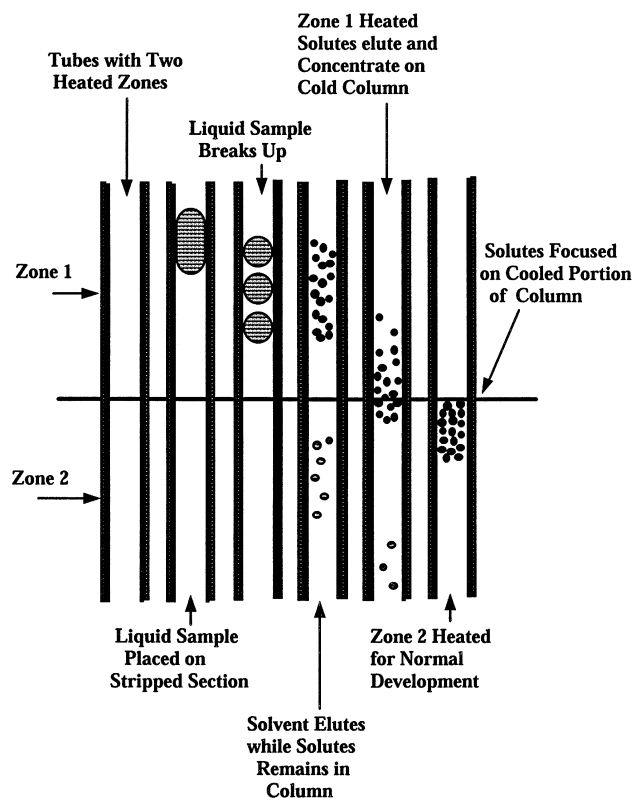 Zone 1 Heated
Solutes elute and
Concentrate on
Cold Column
Tubes with Two
Heated Zones
Liquid Sample
Breaks Up
Solutes Focused
on Cooled Portion
of Column
Zone 1
Zone 2
Liquid Sample
Placed on
Stripped Section
Zone 2 Heated
for Normal
Development
Solvent Elutes
while Solutes
Remains in
Column